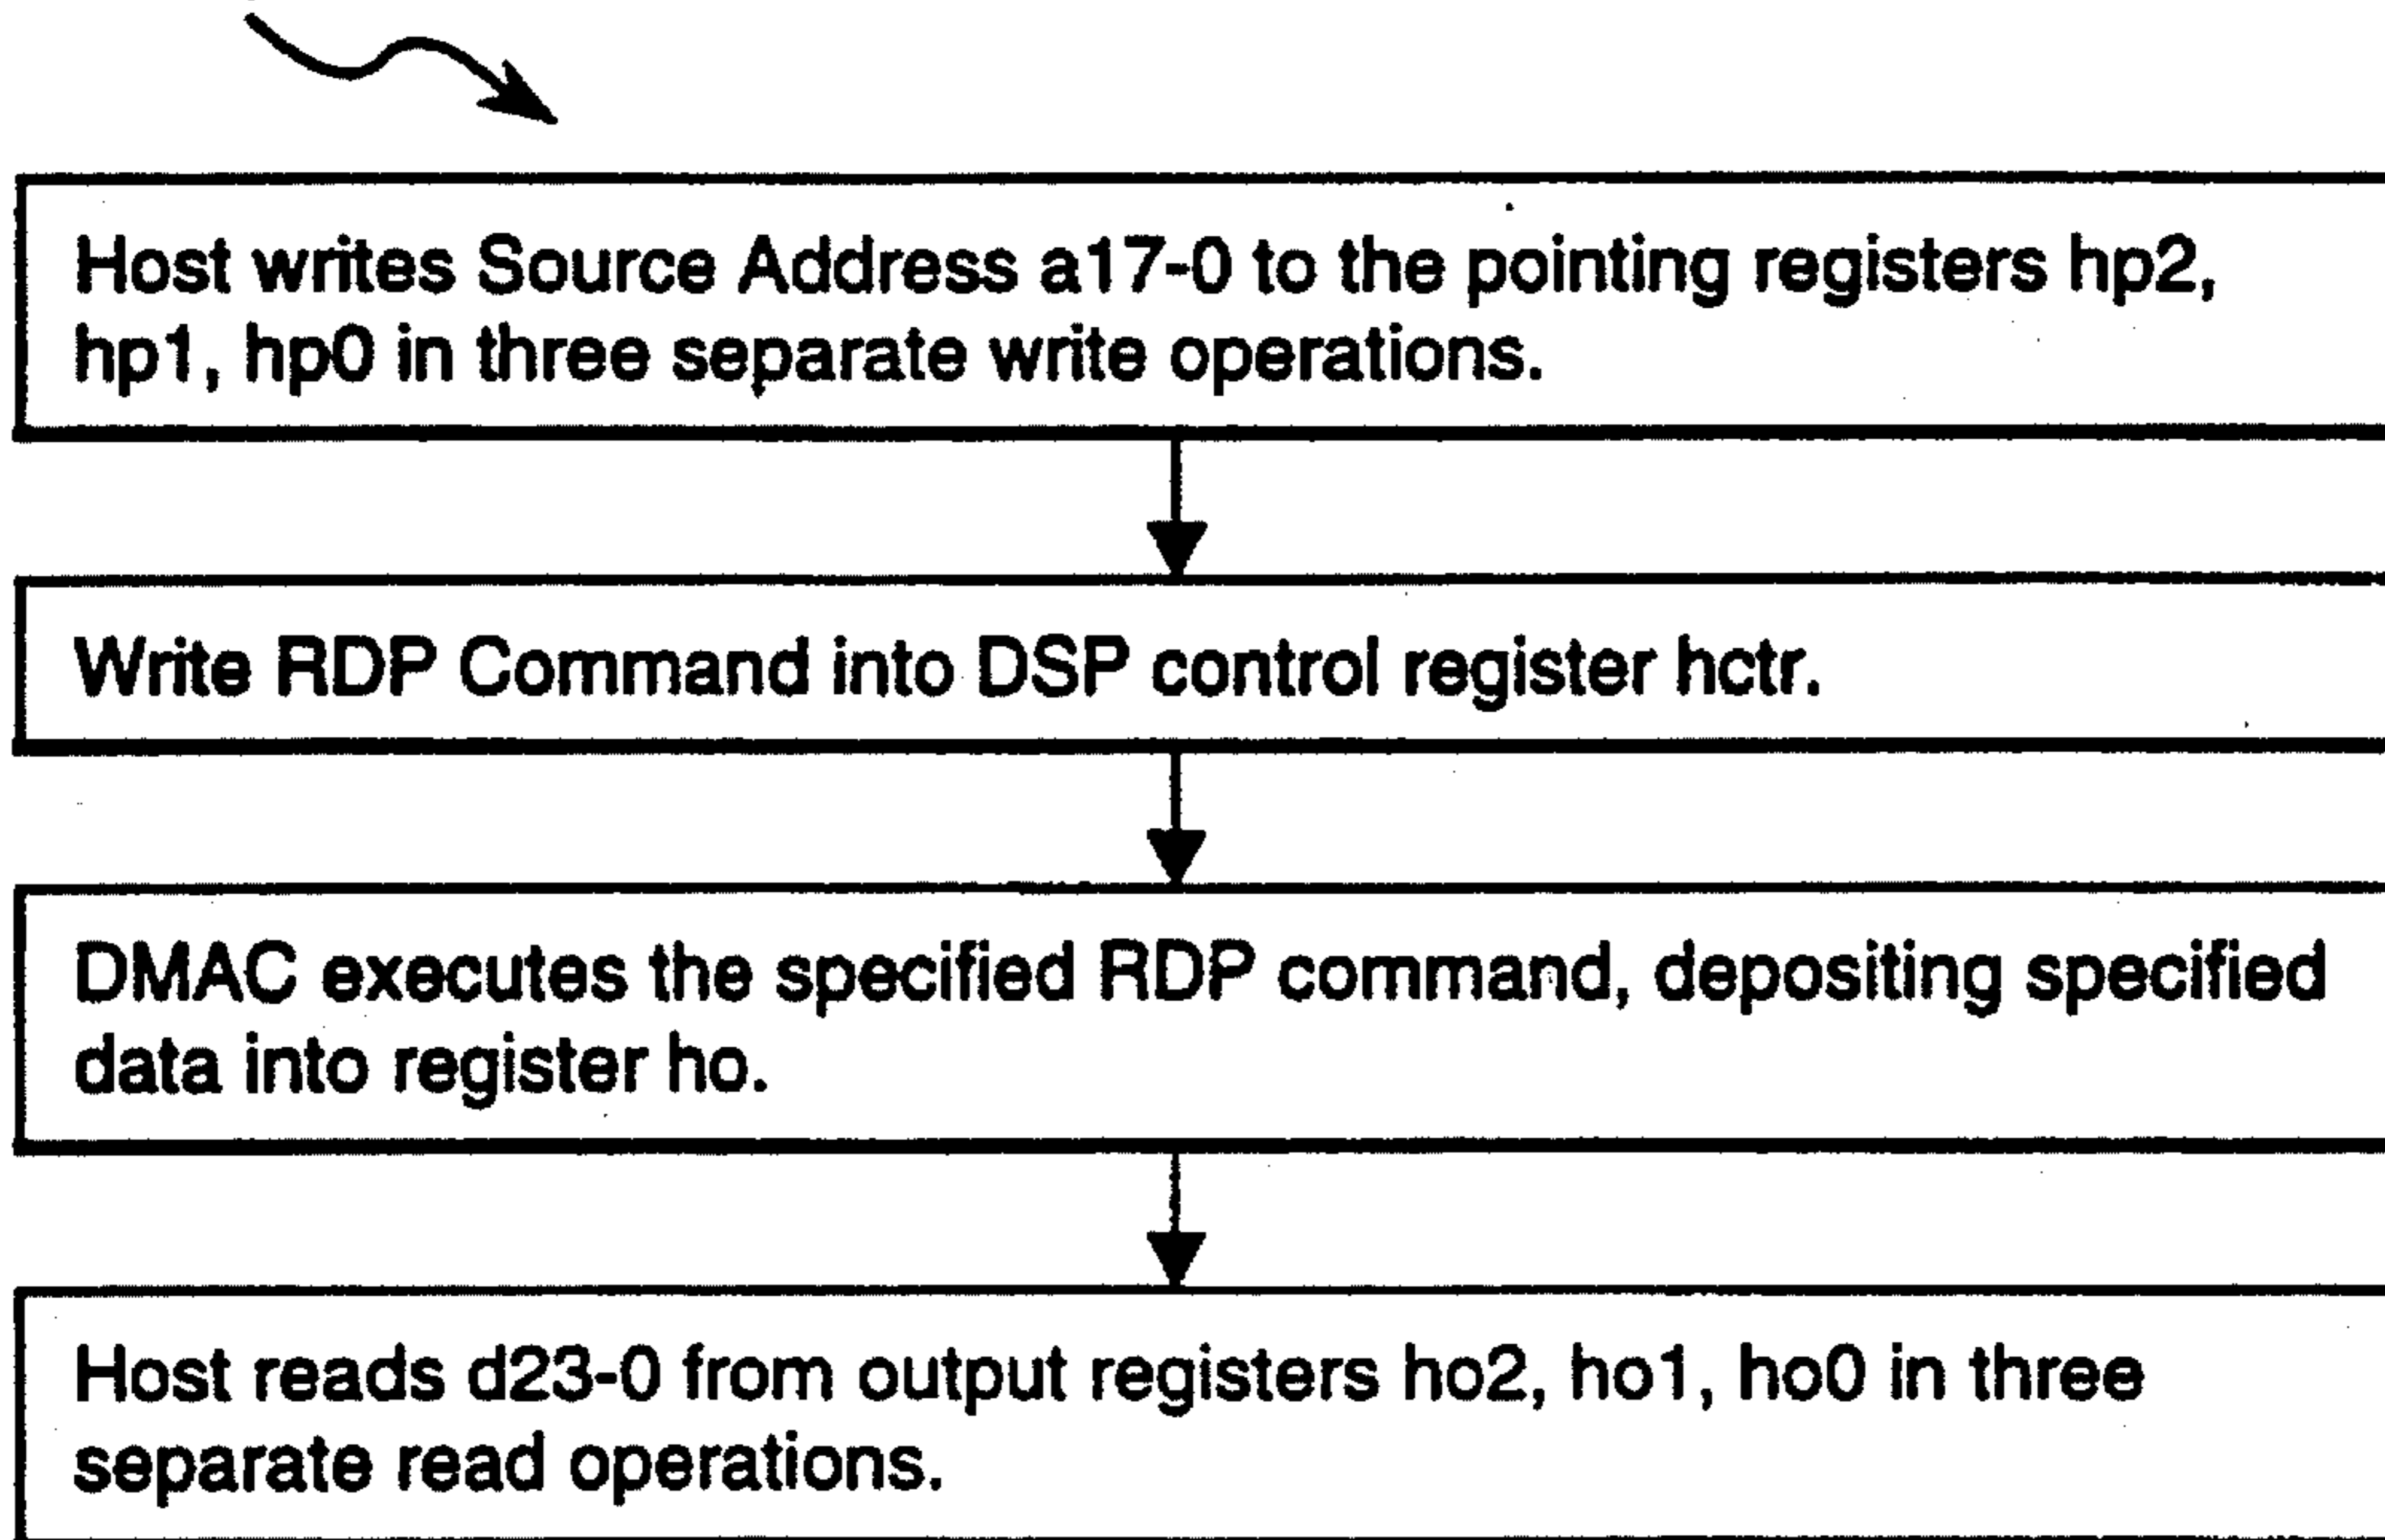 Host writes Source Address a17-0 to the pointing registers hp2,
hp1, hp0 in three separate write operations.
Write RDP Command into DSP control register hctr.
DMAC executes the specified RDP command, depositing specified
data into register ho.
Host reads d23-0 from output registers ho2, ho1, ho0 in three
separate read operations.